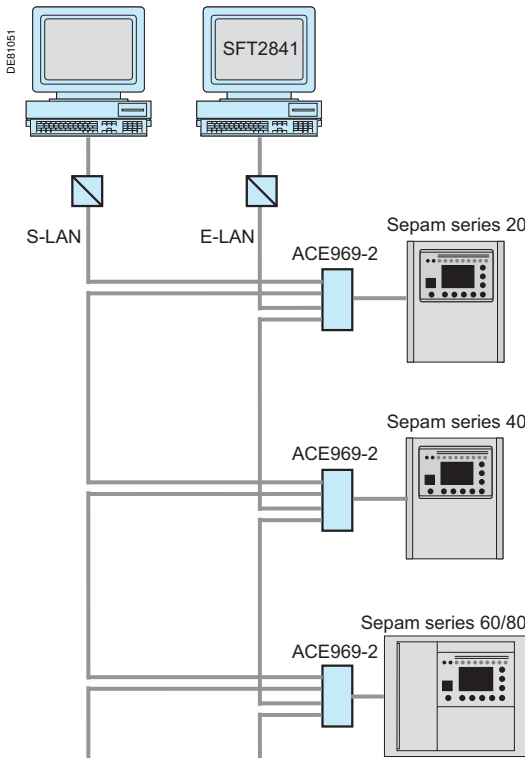 DE81051
SFT2841
S-LAN
E-LAN
Sepam series 20
ACE969-2
Sepam series 40
ACE969-2
Sepam series 60/80
ACE969-2